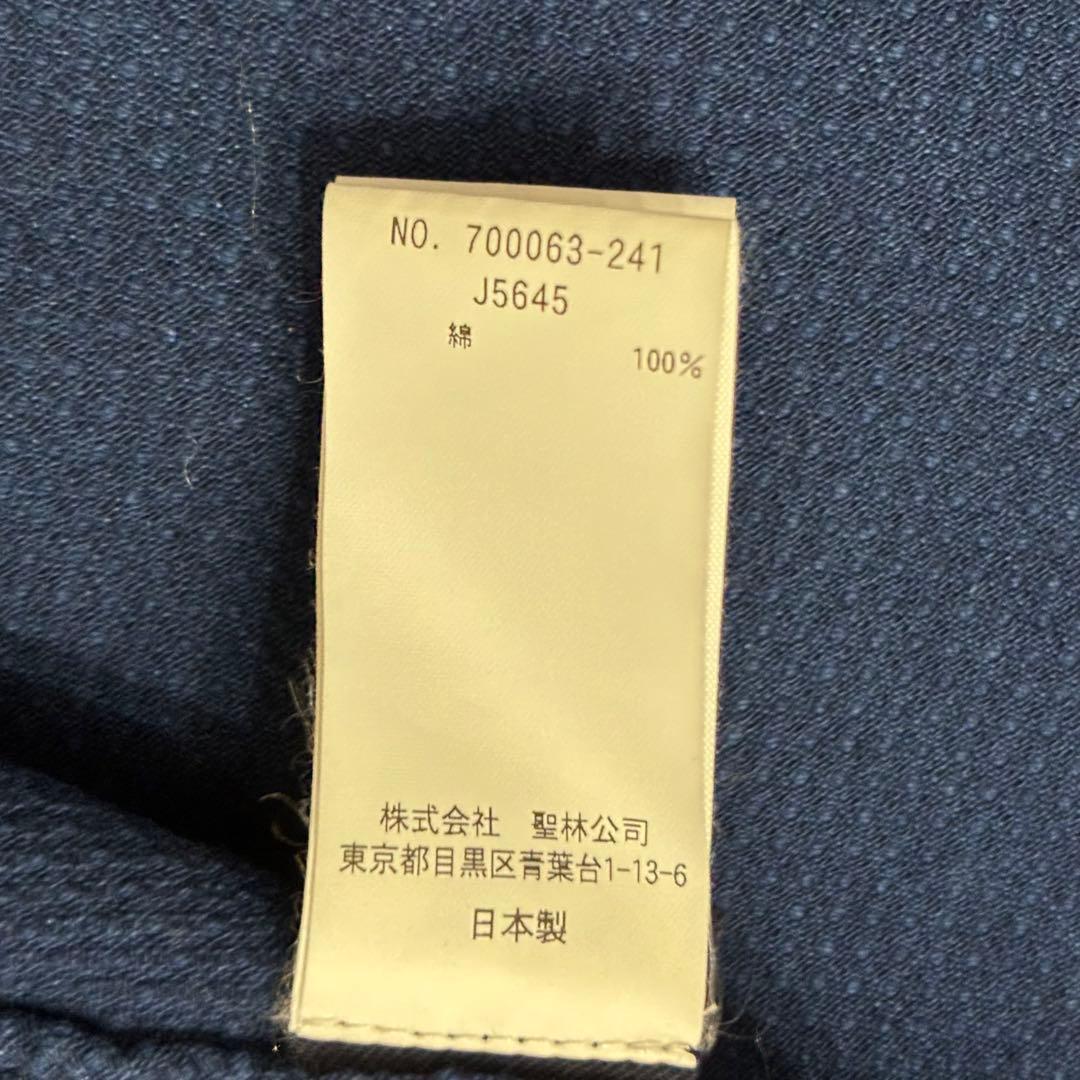 NO. 700063-241
J5645
綿 100%
株式会社 聖林公司
東京都目黒区青葉台1-13-6
日本製